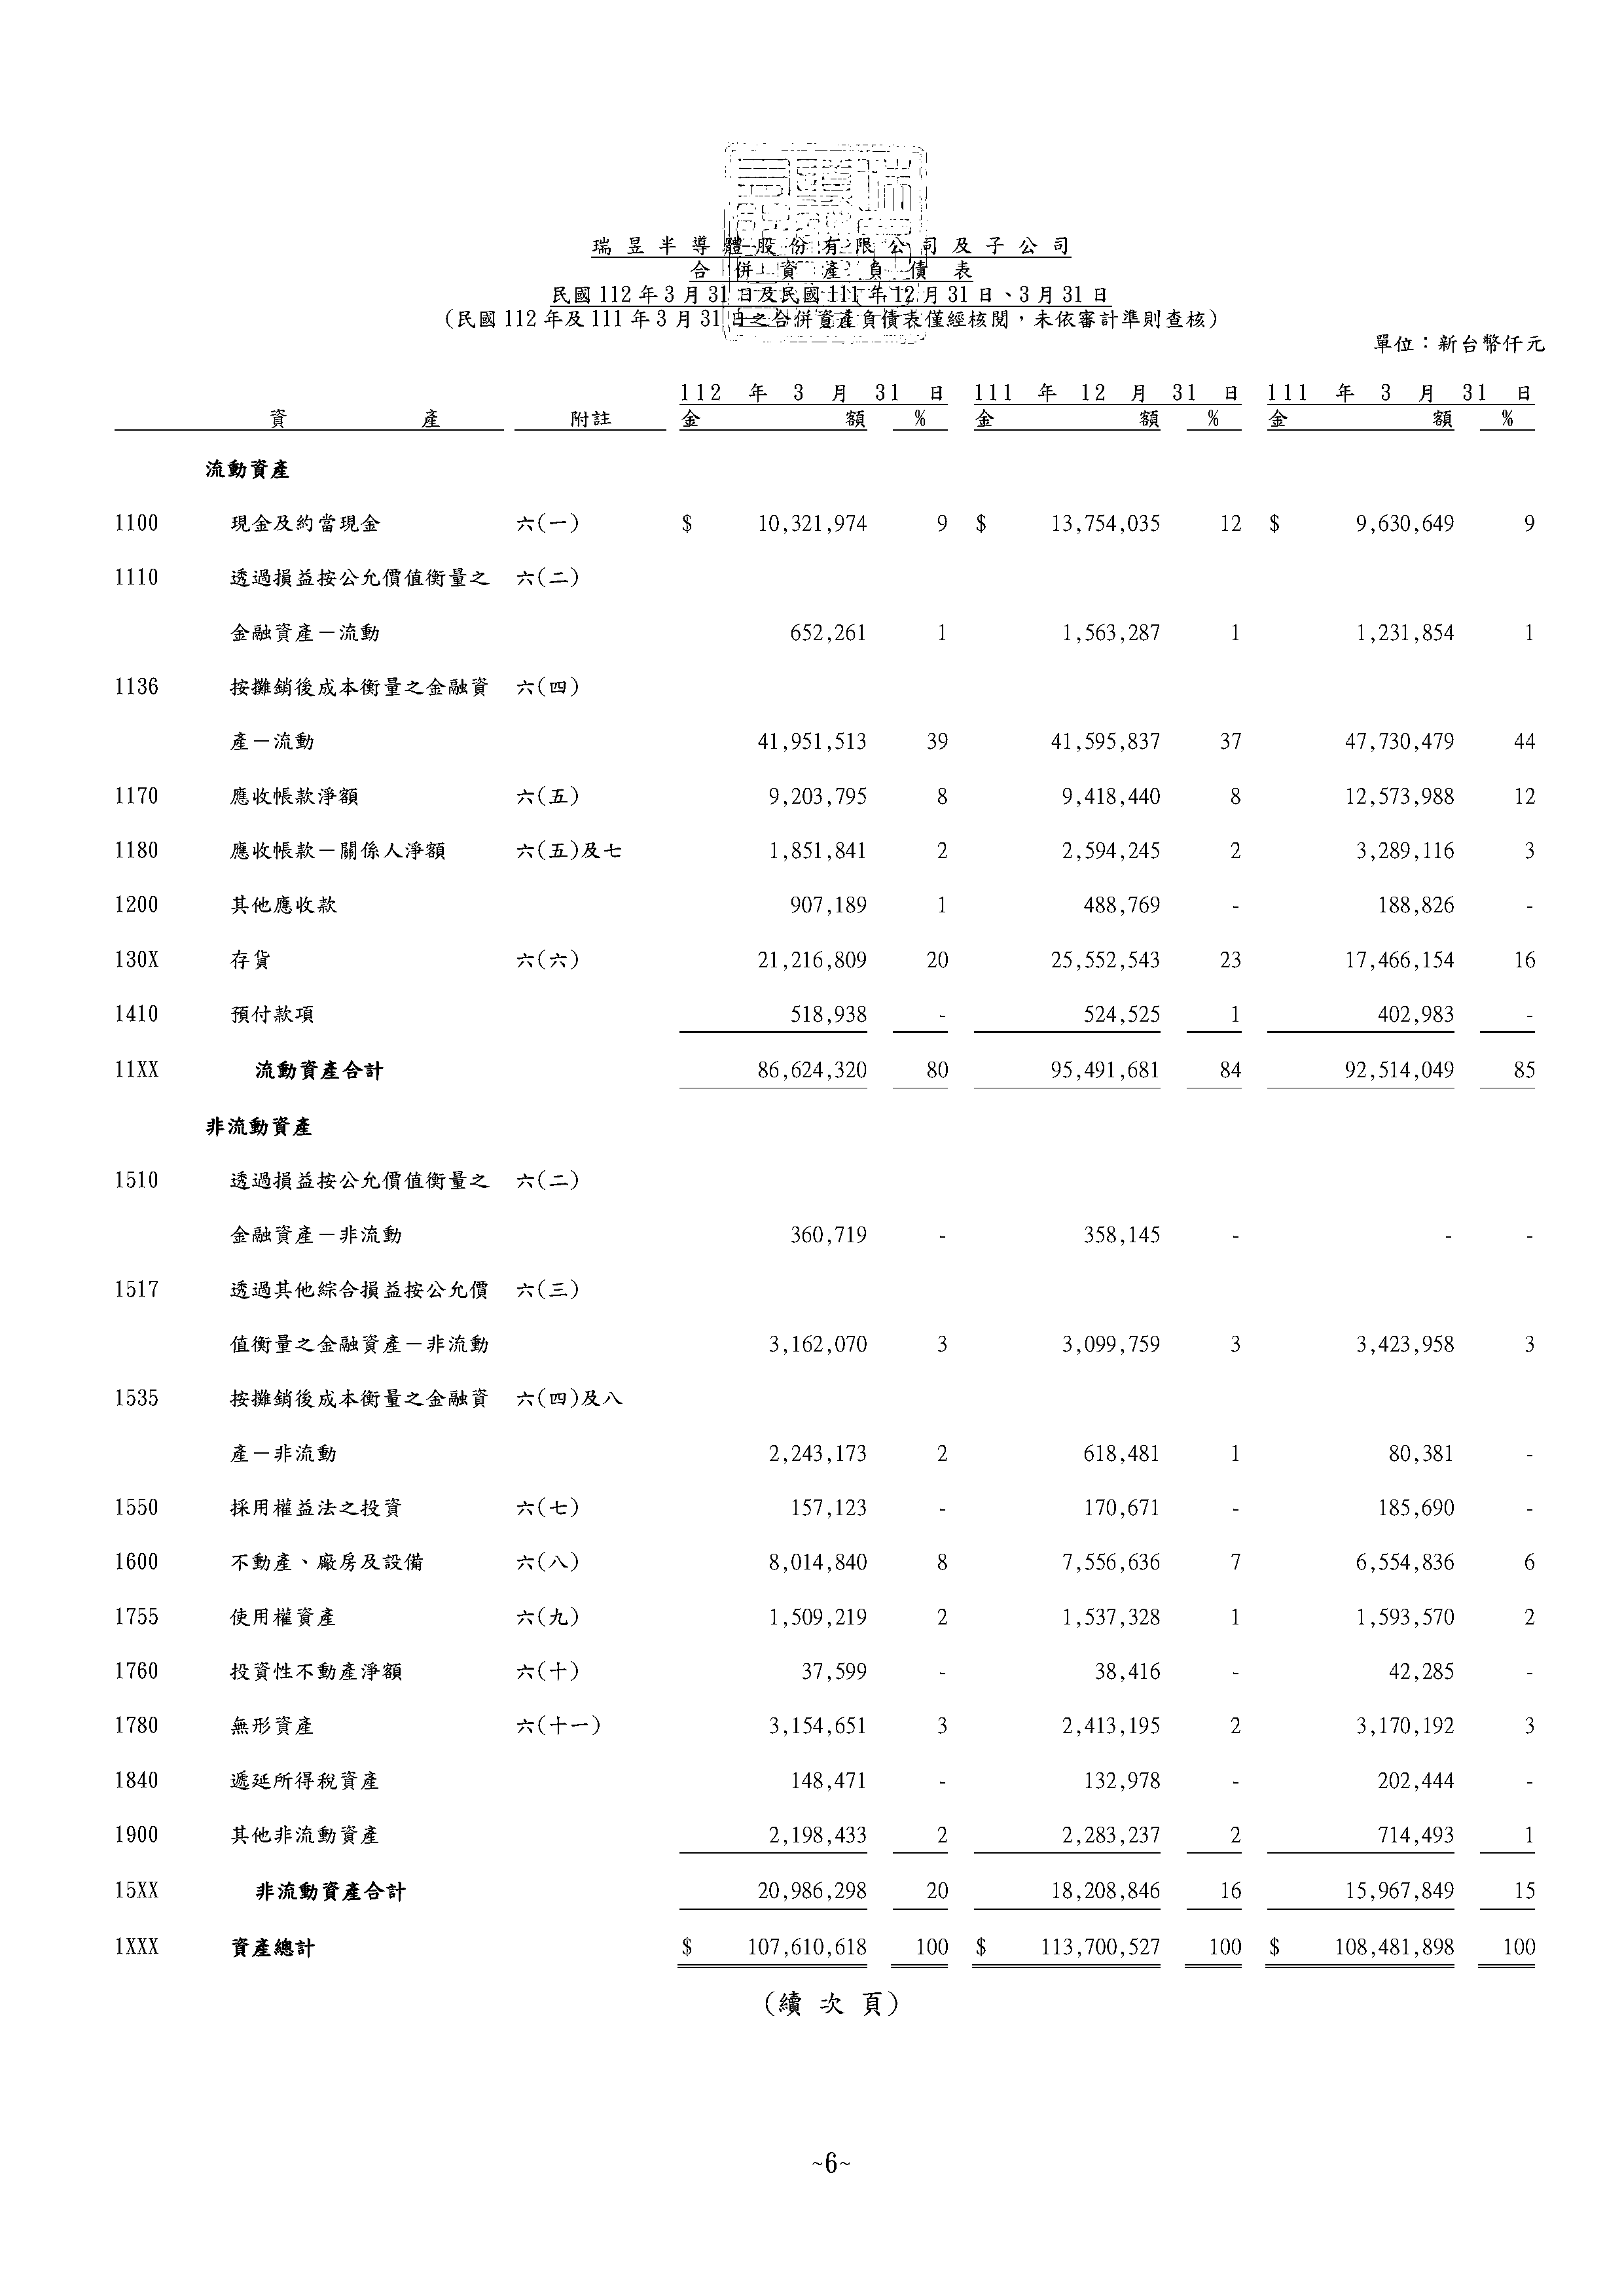 瑞昱半導體股份有限公司及子公司
合併資產負債表
民國112年3月31日及民國111年12月31日、3月31日
(民國112年及111年3月31日之合併資產負債表僅經核閱，未依審計準則查核)
單位：新台幣仟元
112 年 3 月 31 日 111 年 12 月 31 日 111 年 3 月 31 日
資 產 附註 金 額 % 金 額 % 金 額 %
流動資產
1100 現金及約當現金 六(一) $ 10,321,974 9 $ 13,754,035 12 $ 9,630,649 9
1110 透過損益按公允價值衡量之 六(二)
金融資產－流動 652,261 1 1,563,287 1 1,231,854 1
1136 按攤銷後成本衡量之金融資 六(四)
產－流動 41,951,513 39 41,595,837 37 47,730,479 44
1170 應收帳款淨額 六(五) 9,203,795 8 9,418,440 8 12,573,988 12
1180 應收帳款－關係人淨額 六(五)及七 1,851,841 2 2,594,245 2 3,289,116 3
1200 其他應收款 907,189 1 488,769 - 188,826 -
130X 存貨 六(六) 21,216,809 20 25,552,543 23 17,466,154 16
1410 預付款項 518,938 - 524,525 1 402,983 -
11XX 流動資產合計 86,624,320 80 95,491,681 84 92,514,049 85
非流動資產
1510 透過損益按公允價值衡量之 六(二)
金融資產－非流動 360,719 - 358,145 - - -
1517 透過其他綜合損益按公允價 六(三)
值衡量之金融資產－非流動 3,162,070 3 3,099,759 3 3,423,958 3
1535 按攤銷後成本衡量之金融資 六(四)及八
產－非流動 2,243,173 2 618,481 1 80,381 -
1550 採用權益法之投資 六(七) 157,123 - 170,671 - 185,690 -
1600 不動產、廠房及設備 六(八) 8,014,840 8 7,556,636 7 6,554,836 6
1755 使用權資產 六(九) 1,509,219 2 1,537,328 1 1,593,570 2
1760 投資性不動產淨額 六(十) 37,599 - 38,416 - 42,285 -
1780 無形資產 六(十一) 3,154,651 3 2,413,195 2 3,170,192 3
1840 遞延所得稅資產 148,471 - 132,978 - 202,444 -
1900 其他非流動資產 2,198,433 2 2,283,237 2 714,493 1
15XX 非流動資產合計 20,986,298 20 18,208,846 16 15,967,849 15
1XXX 資產總計 $ 107,610,618 100 $ 113,700,527 100 $ 108,481,898 100
(續次頁)
~6~